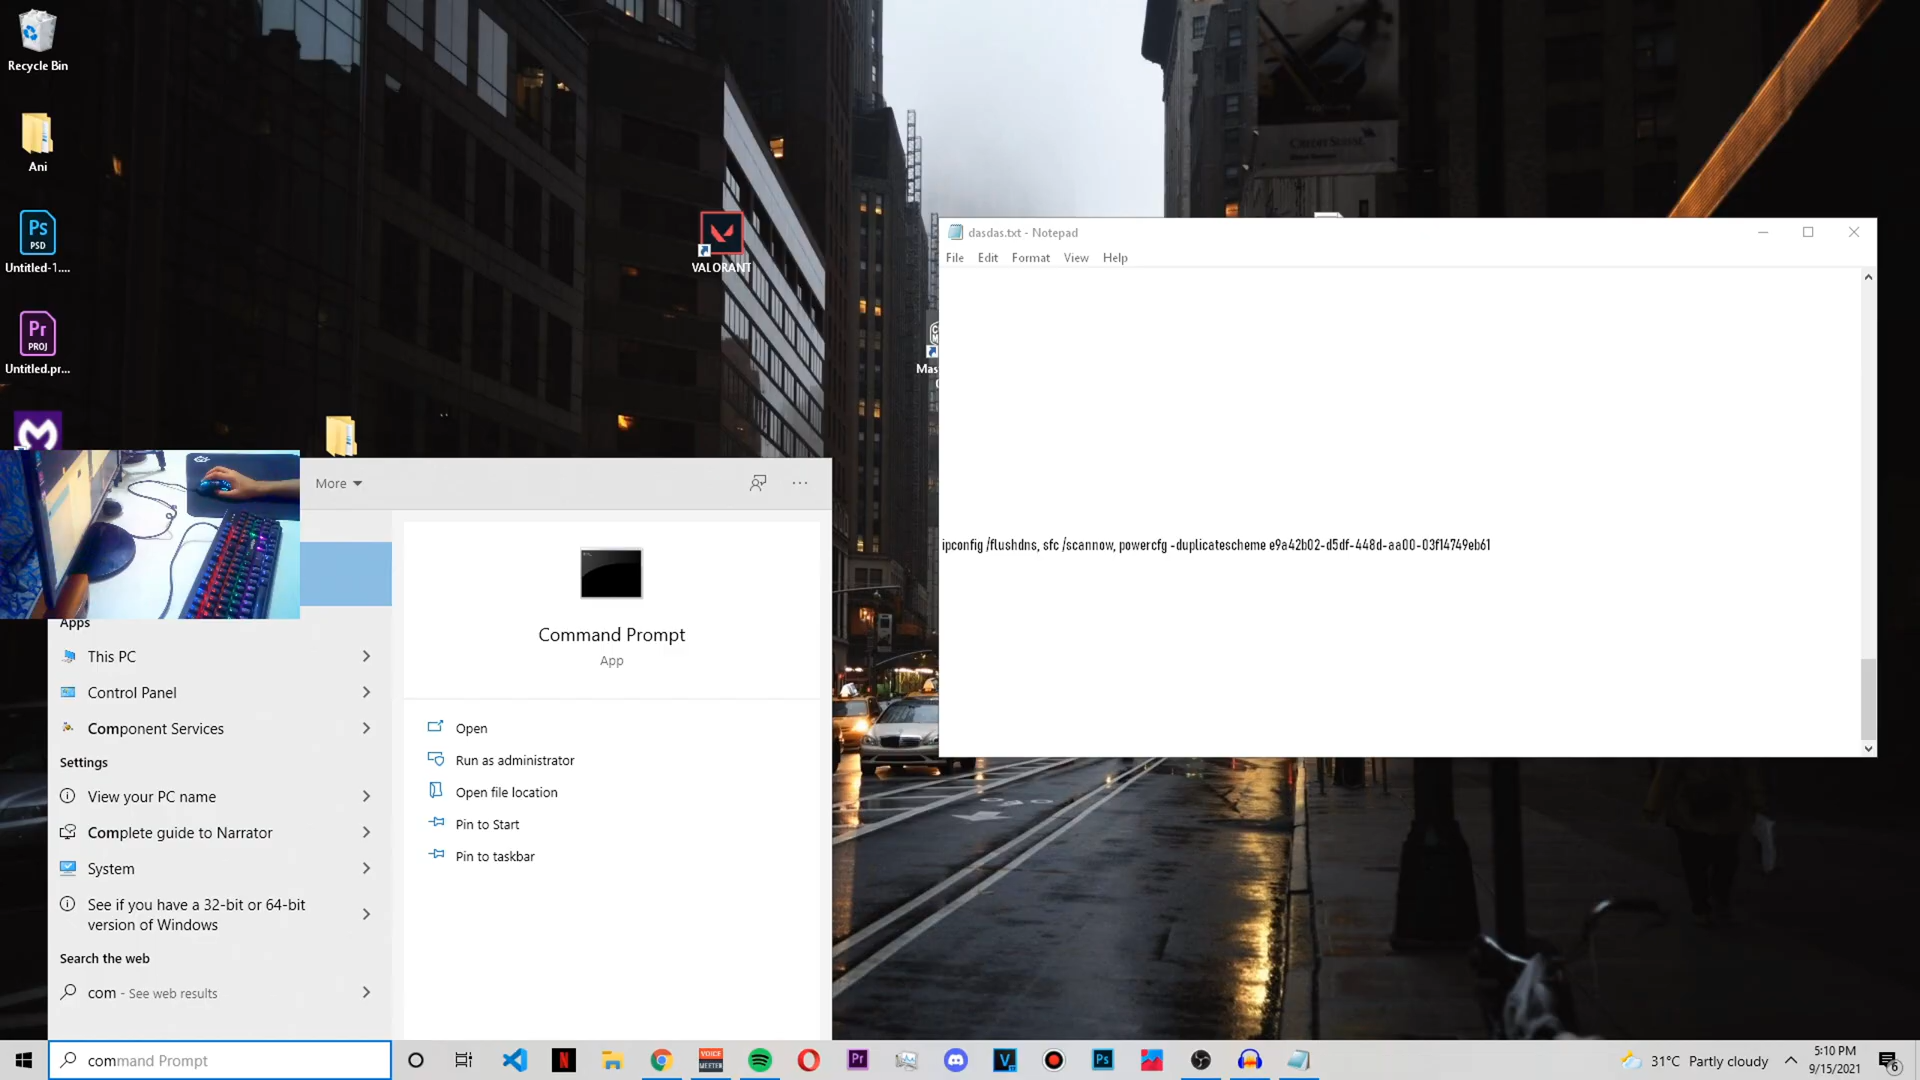 Recycle Bin
Ani
PSD
Untitled-1....
PROJ
Untitled.pr...
VALORANT
Mas
dasdas.txt - Notepad
File Edit Format View Help
ipconfig /flushdns, sfc /scannow, powercfg -duplicatescheme e9a42b02-d5df-448d-aa00-03f14749eb61
More
Apps
This PC
Control Panel
Component Services
Settings
View your PC name
Complete guide to Narrator
System
See if you have a 32-bit or 64-bit
version of Windows
Search the web
com - See web results
command Prompt
Command Prompt
App
Open
Run as administrator
Open file location
Pin to Start
Pin to taskbar
VOICE
MEETER
31°C Partly cloudy
5:10 PM
9/15/2021
6